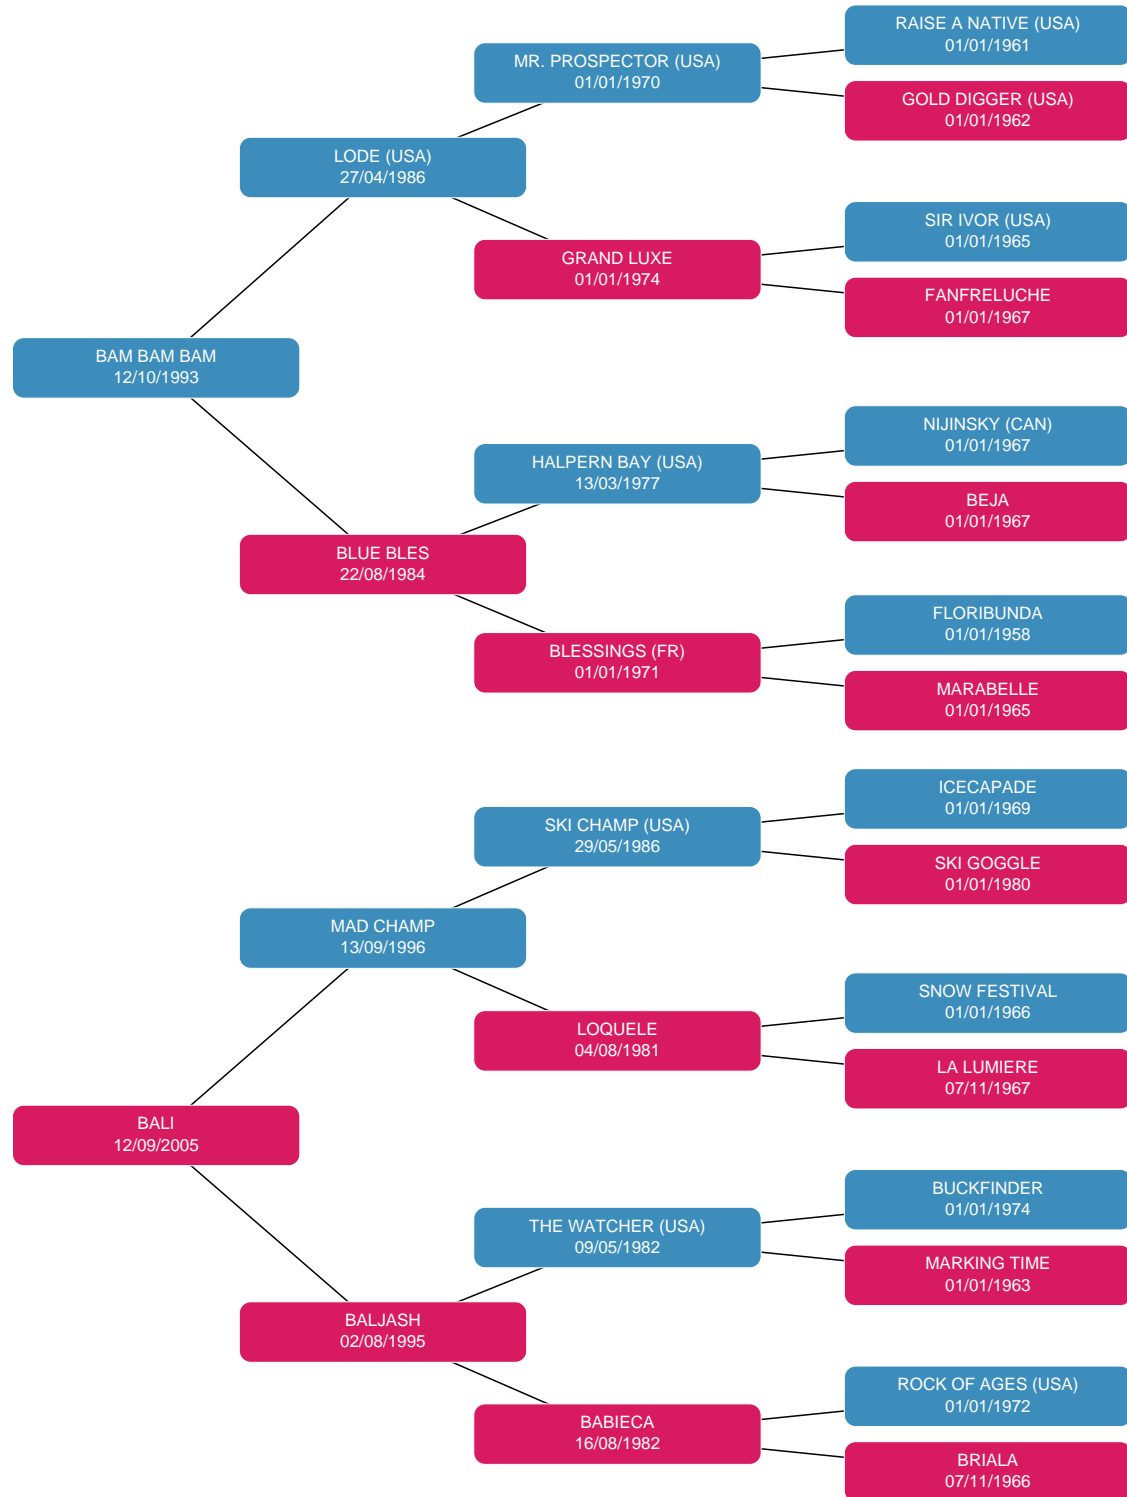 RAISE A NATIVE (USA)
01/01/1961
MR. PROSPECTOR (USA)
01/01/1970
GOLD DIGGER (USA)
01/01/1962
LODE (USA)
27/04/1986
SIR IVOR (USA)
01/01/1965
GRAND LUXE
01/01/1974
FANFRELUCHE
01/01/1967
BAM BAM BAM
12/10/1993
NIJINSKY (CAN)
01/01/1967
HALPERN BAY (USA)
13/03/1977
BEJA
01/01/1967
BLUE BLES
22/08/1984
FLORIBUNDA
01/01/1958
BLESSINGS (FR)
01/01/1971
MARABELLE
01/01/1965
ICECAPADE
01/01/1969
SKI CHAMP (USA)
29/05/1986
SKI GOGGLE
01/01/1980
MAD CHAMP
13/09/1996
SNOW FESTIVAL
01/01/1966
LOQUELE
04/08/1981
LA LUMIERE
07/11/1967
BALI
12/09/2005
BUCKFINDER
01/01/1974
THE WATCHER (USA)
09/05/1982
MARKING TIME
01/01/1963
BALJASH
02/08/1995
ROCK OF AGES (USA)
01/01/1972
BABIECA
16/08/1982
BRIALA
07/11/1966